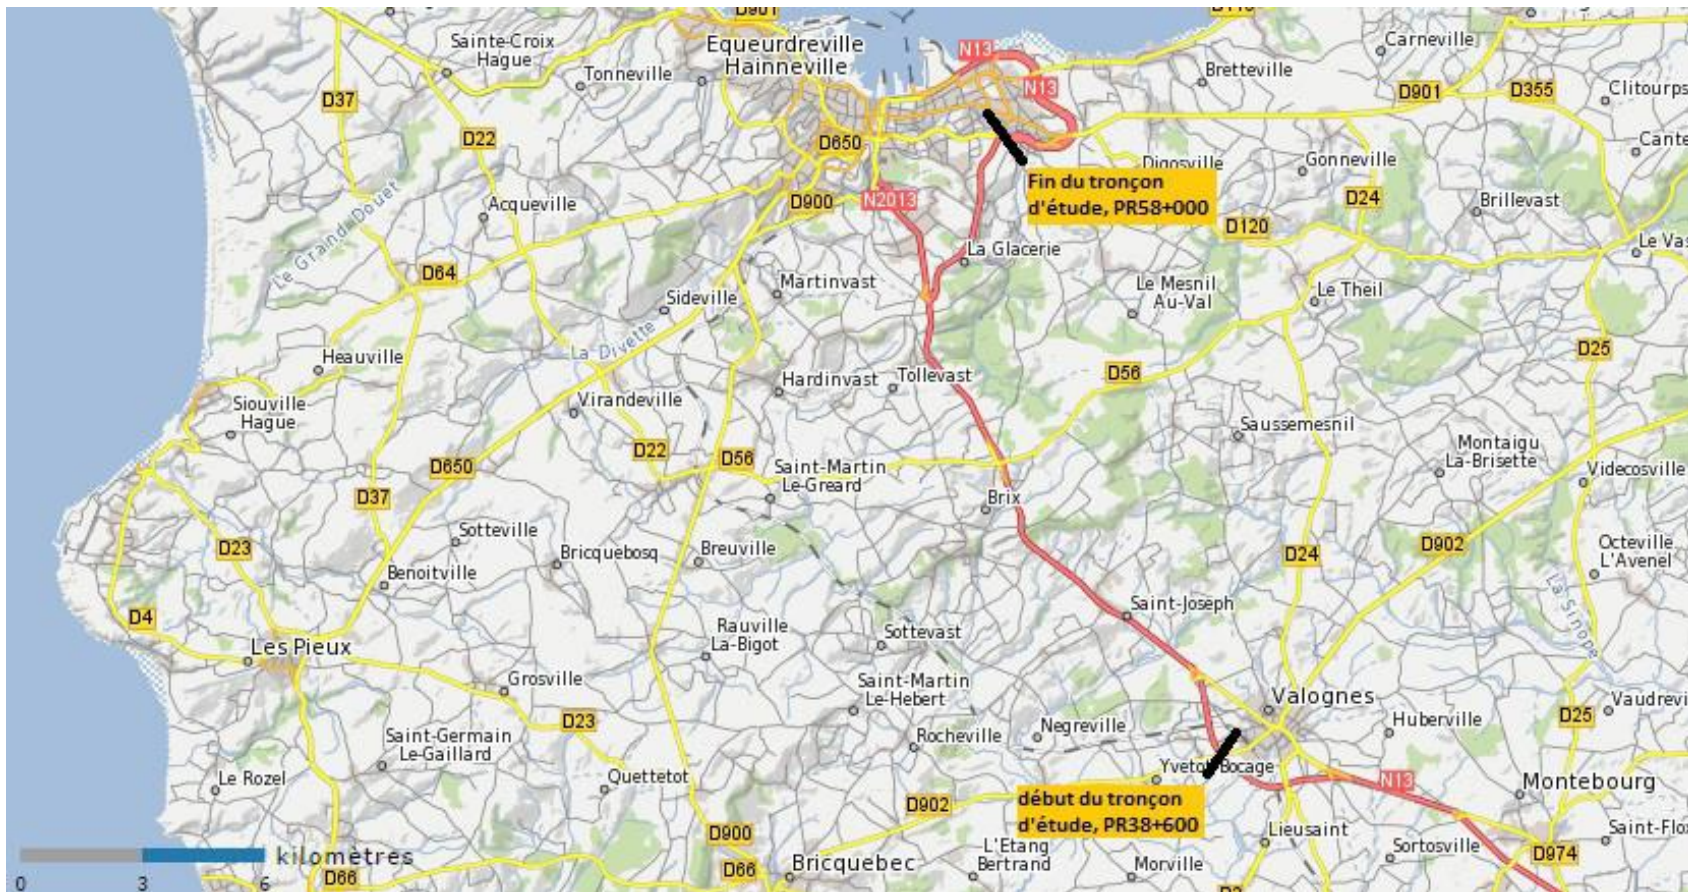 D901
Sainte-Croix
Hague
Tonneville
Equeurdreville
Hainneville
N13
N13
Carneville
Bretteville
D901
D355
Clitourps
D37
D22
D650
Digosville
Gonneville
Fin du tronçon
d'étude, PR58+000
D24
Brillevast
D900
N2013
Acqueville
Le Grand Douet
D120
La Glacerie
D64
Martinvast
Sideville
Le Mesnil
Au-Val
Le Theil
La Divette
Heauville
Hardinvast
Tollevast
D56
D25
Siouville
Hague
Virandeville
Saussemesnil
D22
D56
D650
Saint-Martin
Le-Greard
Montaigu
La-Brisette
Videcosville
D37
Brix
Sotteville
D23
Bricquebosq
Breuville
D24
D902
Octeville
L'Avenel
Benoitville
La Sinope
D4
Saint-Joseph
Les Pieux
Rauville
La-Bigot
Sottevast
Grosville
Saint-Martin
Le-Hebert
Valognes
D23
Negreville
Huberville
D25
Saint-Germain
Le-Gaillard
Rocheville
Le Rozel
Quettetot
Yvetot-Bocage
N13
Montebourg
début du tronçon
d'étude, PR38+600
D902
D900
Lieusaint
kilomètres
0 3 6
D66
D66
Bricquebec
L'Etang
Bertrand
Morville
Sortosville
D974